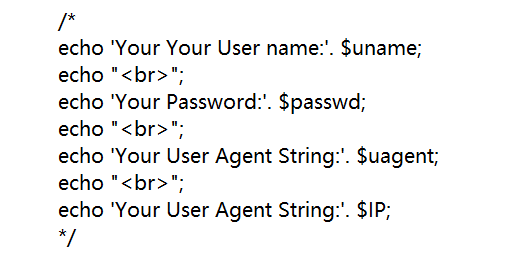 /*
echo 'Your Your User name:'. $uname;
echo "<br>";
echo 'Your Password:'. $passwd;
echo "<br>";
echo 'Your User Agent String:'. $uagent;
echo "<br>";
echo 'Your User Agent String:'. $IP;
*/